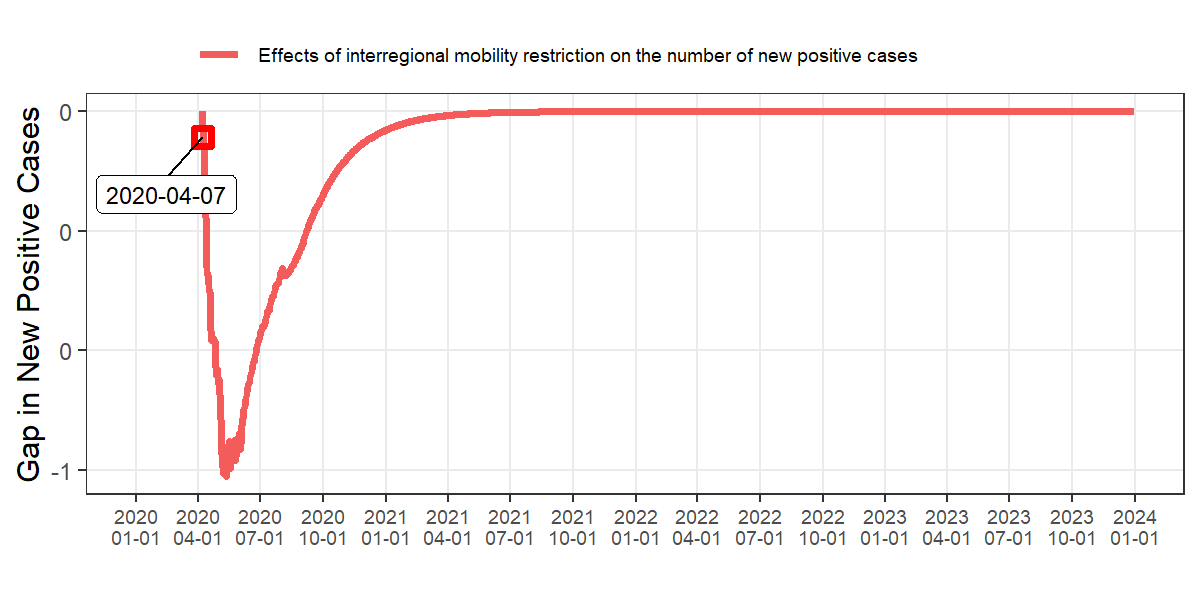 Effects of interregional mobility restriction on the number of new positive cases
Gap in New Positive Cases
0
0
0
-1
2020-04-07
2020 2020 2020 2020 2021 2021 2021 2021 2022 2022 2022 2022 2023 2023 2023 2023 2024
01-01 04-01 07-01 10-01 01-01 04-01 07-01 10-01 01-01 04-01 07-01 10-01 01-01 04-01 07-01 10-01 01-01